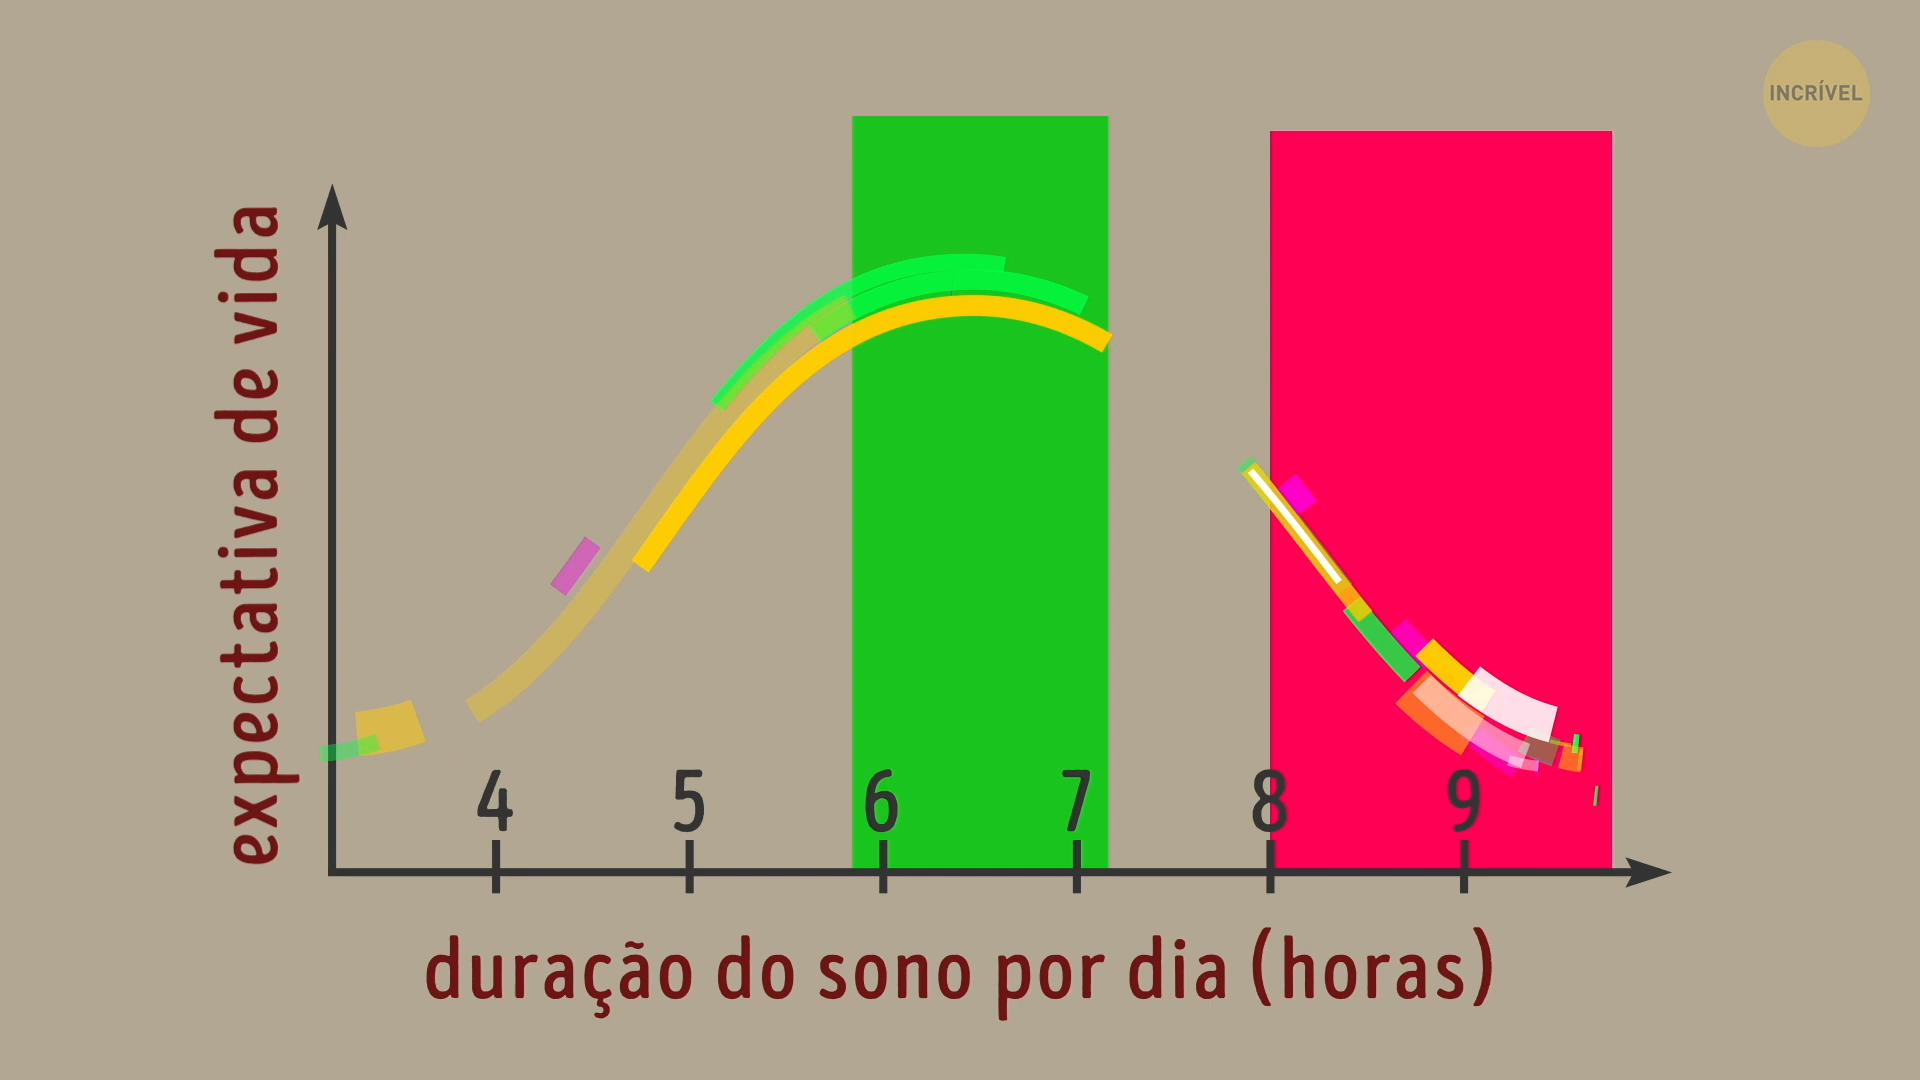 INCRÍVEL
expectativa de vida
4 5 6 7 8 9
duração do sono por dia (horas)